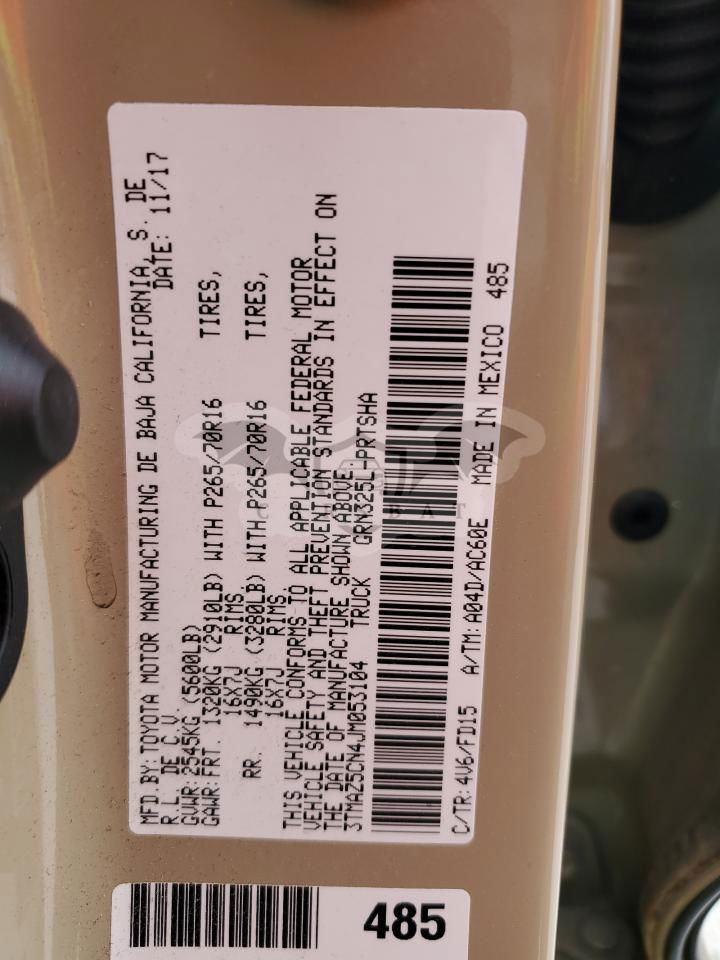 MFD.BY:TOYOTA MOTOR MANUFACTURING DE BAJA CALIFORNIA, S. DE
R.L. DE C.V. DATE: 11/17
GVWR:2545KG (5600LB)
GAWR:FRT. 1320KG (2910LB) WITH P265/70R16 TIRES,
16X7J RIMS.
RR. 1490KG (3280LB) WITH P265/70R16 TIRES,
16X7J RIMS.
THIS VEHICLE CONFORMS TO ALL APPLICABLE FEDERAL MOTOR
VEHICLE SAFETY AND THEFT PREVENTION STANDARDS IN EFFECT ON
THE DATE OF MANUFACTURE SHOWN ABOVE.
3TMAZ5CN4JM053104 TRUCK GRN325L-PRTSHA
C/TR: 4V6/FD15 A/TM: A04D/AC60E MADE IN MEXICO 485
485